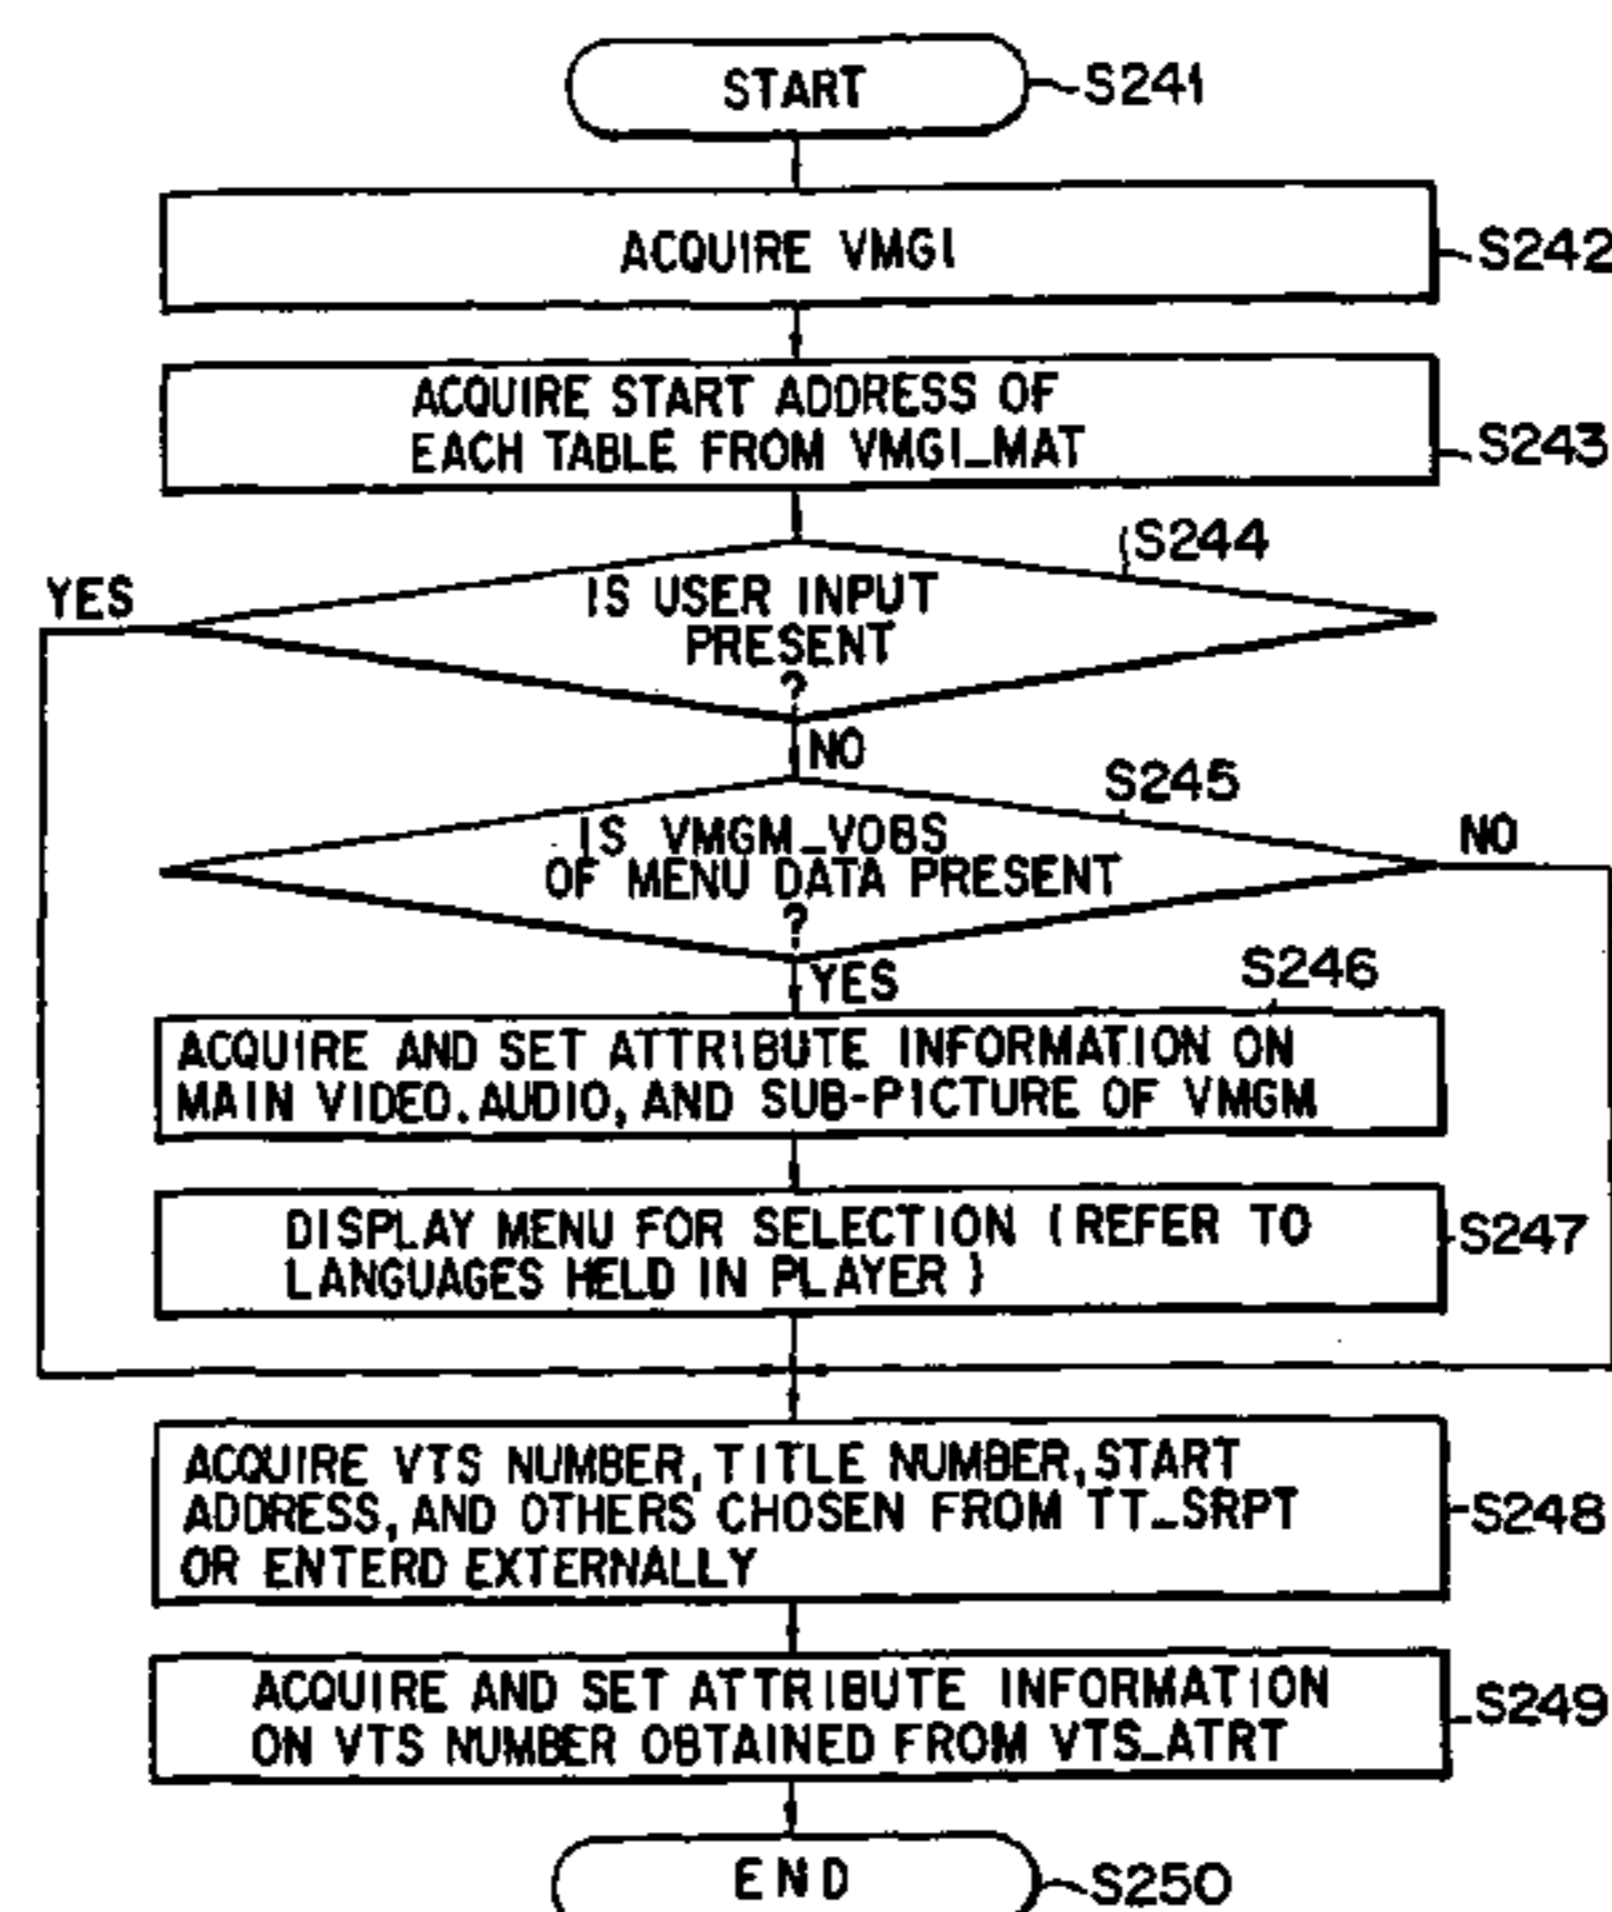 START
S241
ACQUIRE VMGI
S242
ACQUIRE START ADDRESS OF
EACH TABLE FROM VMGI_MAT
S243
S244
YES
IS USER INPUT
PRESENT
?
NO
S245
IS VMGM_VOBS
OF MENU DATA PRESENT
?
NO
YES
S246
ACQUIRE AND SET ATTRIBUTE INFORMATION ON
MAIN VIDEO. AUDIO, AND SUB-PICTURE OF VMGM
DISPLAY MENU FOR SELECTION (REFER TO
LANGUAGES HELD IN PLAYER)
S247
ACQUIRE VTS NUMBER, TITLE NUMBER, START
ADDRESS, AND OTHERS CHOSEN FROM TT_SRPT
OR ENTERD EXTERNALLY
S248
ACQUIRE AND SET ATTRIBUTE INFORMATION
ON VTS NUMBER OBTAINED FROM VTS_ATRT
S249
END
S250